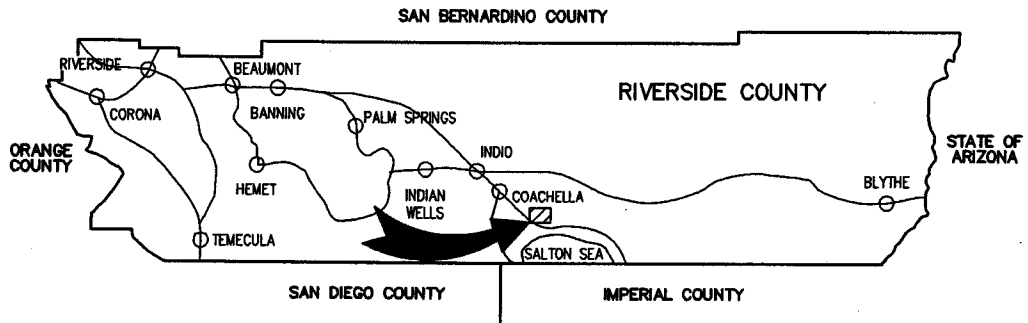 SAN BERNARDINO COUNTY
RIVERSIDE
BEAUMONT
RIVERSIDE COUNTY
CORONA
BANNING
PALM SPRINGS
ORANGE
COUNTY
STATE OF
ARIZONA
INDIO
HEMET
INDIAN
WELLS
COACHELLA
BLYTHE
TEMECULA
SALTON SEA
SAN DIEGO COUNTY
IMPERIAL COUNTY